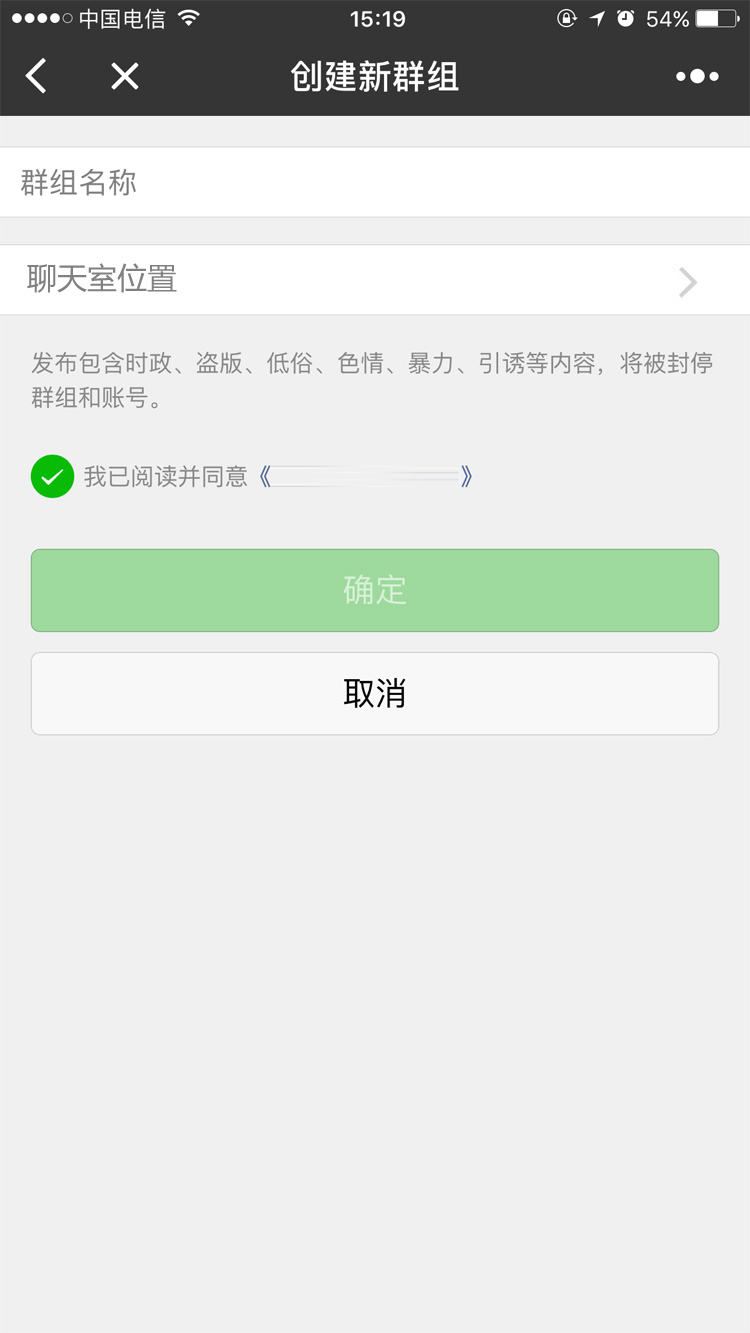 中国电信 15:19 54%
创建新群组
群组名称
聊天室位置
发布包含时政、盗版、低俗、色情、暴力、引诱等内容，将被封停
群组和账号。
我已阅读并同意《 》
确定
取消